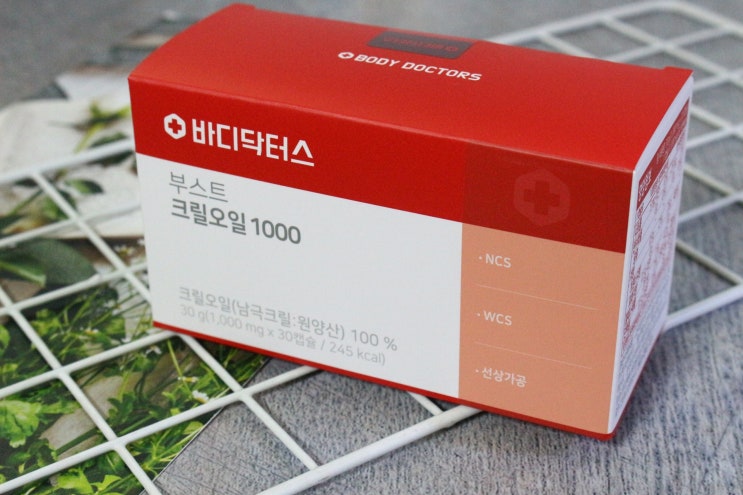 BODY DOCTORS
바디닥터스
부스트
크릴오일 1000
크릴오일(남극크릴:원양산) 100 %
30 g(1,000 mg x 30캡슐 / 245 kcal)
· NCS
· WCS
· 선상가공